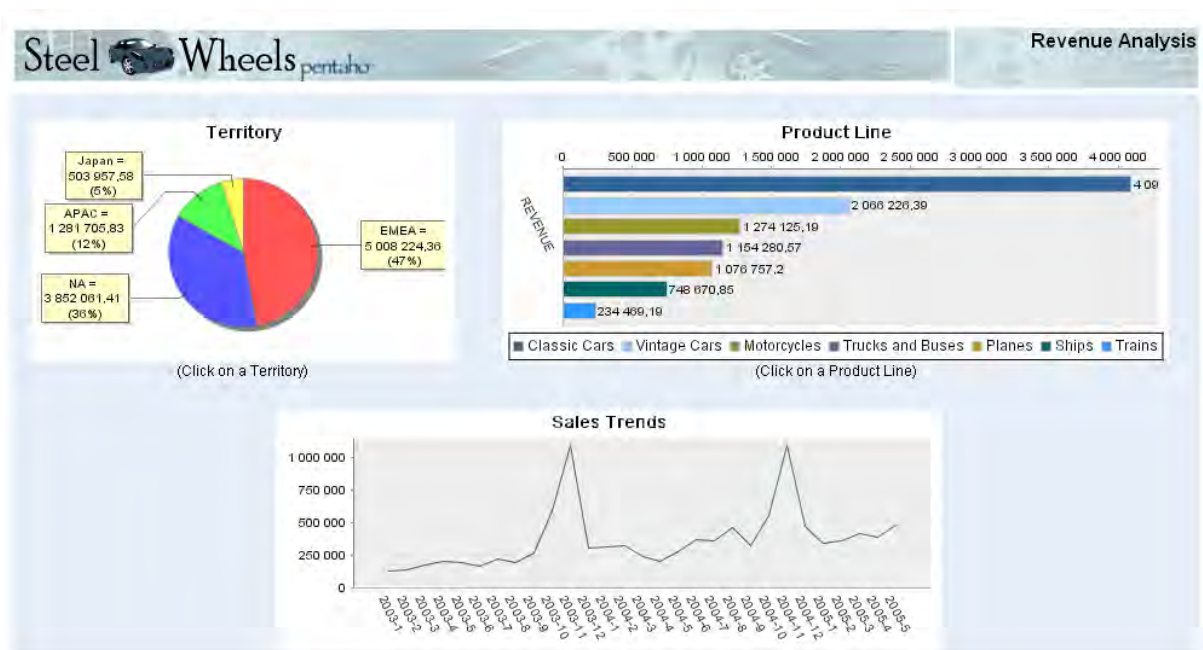 Steel Wheels pentaho
Revenue Analysis
Territory
Japan =
503 957,58
(5%)
APAC =
1 281 705,83
(12%)
NA =
3 852 061,41
(36%)
EMEA =
5 008 224,36
(47%)
(Click on a Territory)
Product Line
0 500 000 1 000 000 1 500 000 2 000 000 2 500 000 3 000 000 3 500 000 4 000 000
REVENUE
4 09
2 066 226,39
1 274 125,19
1 154 280,57
1 076 757,2
748 670,85
234 469,19
Classic Cars Vintage Cars Motorcycles Trucks and Buses Planes Ships Trains
(Click on a Product Line)
Sales Trends
1 000 000
750 000
500 000
250 000
0
2003-1
2003-2
2003-3
2003-4
2003-5
2003-6
2003-7
2003-8
2003-9
2003-10
2003-11
2003-12
2004-1
2004-2
2004-3
2004-4
2004-5
2004-6
2004-7
2004-8
2004-9
2004-10
2004-11
2004-12
2005-1
2005-2
2005-3
2005-4
2005-5